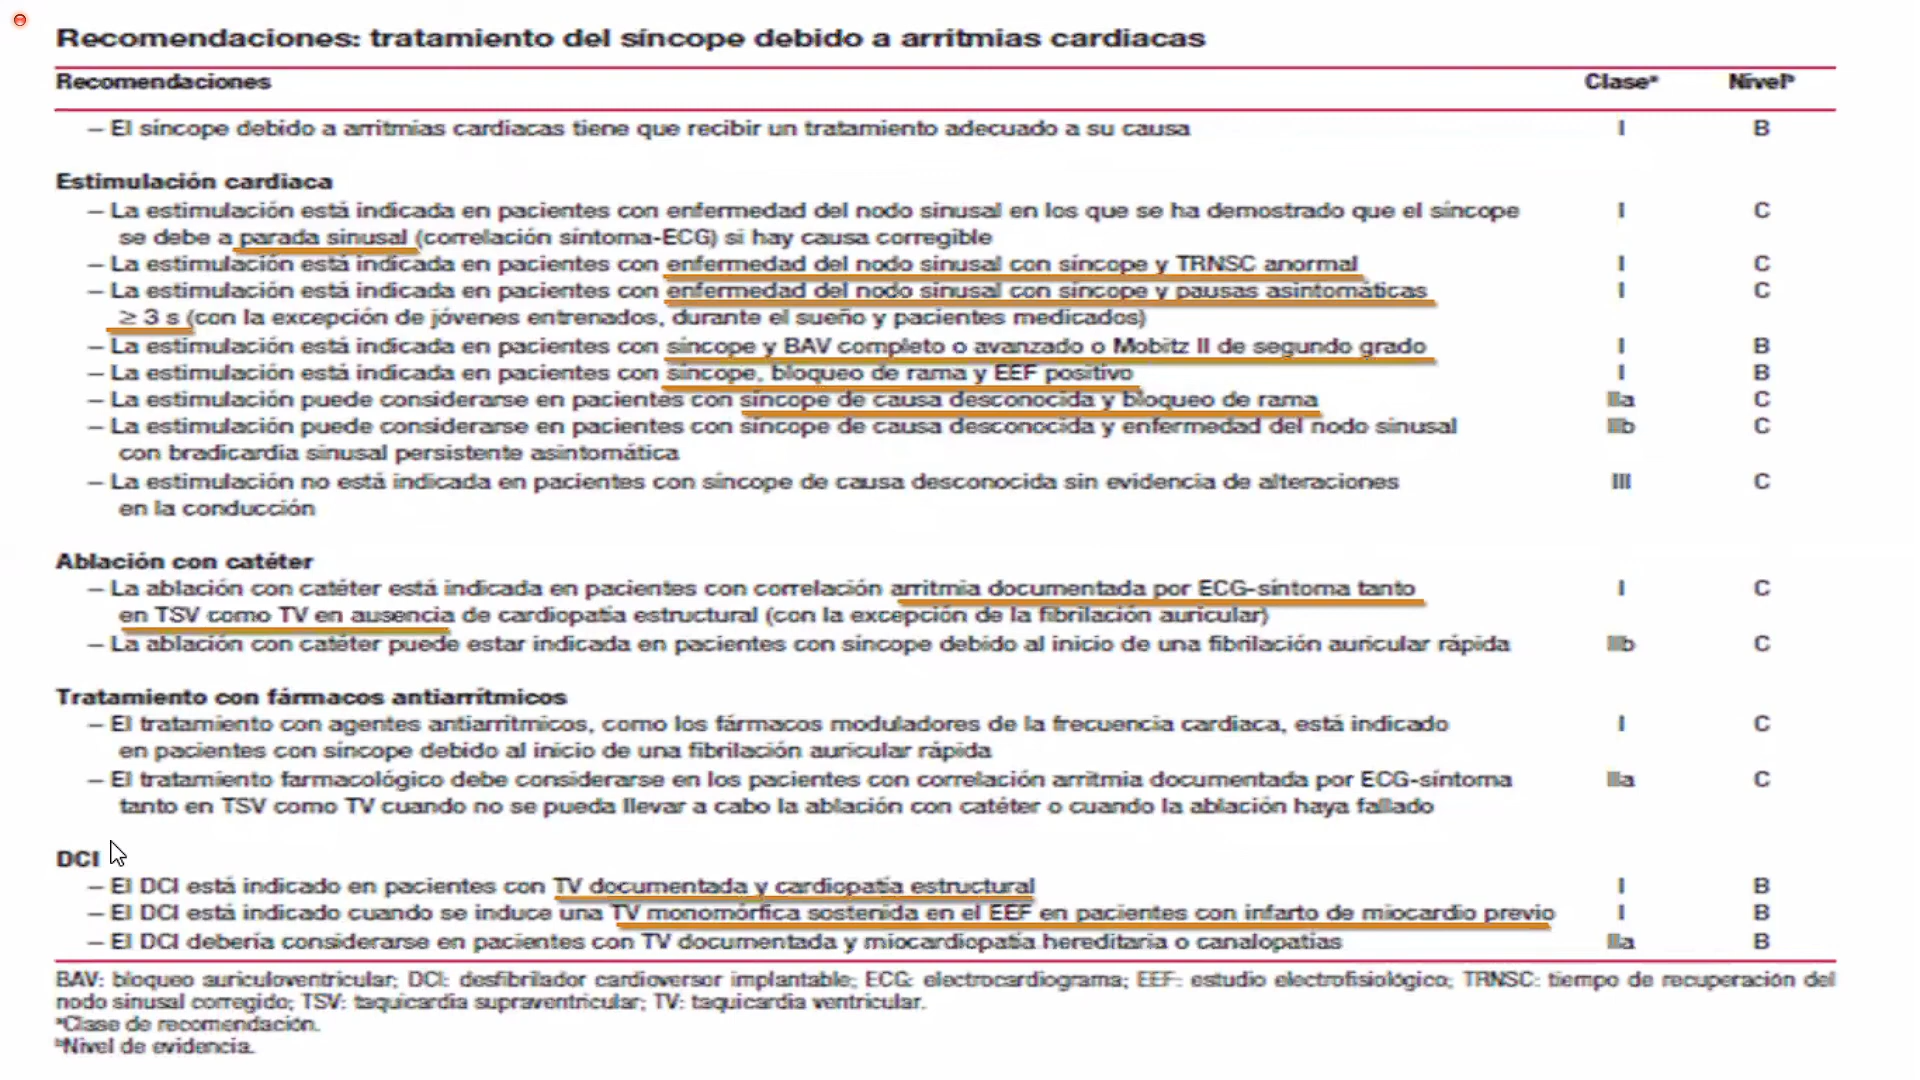 Recomendaciones: tratamiento del síncope debido a arritmias cardiacas
Recomendaciones Claseª Nivelᵇ
– El síncope debido a arritmias cardiacas tiene que recibir un tratamiento adecuado a su causa I B
Estimulación cardiaca
– La estimulación está indicada en pacientes con enfermedad del nodo sinusal en los que se ha demostrado que el síncope I C
se debe a parada sinusal (correlación síntoma-ECG) si hay causa corregible
– La estimulación está indicada en pacientes con enfermedad del nodo sinusal con síncope y TRNSC anormal I C
– La estimulación está indicada en pacientes con enfermedad del nodo sinusal con síncope y pausas asintomáticas I C
≥ 3 s (con la excepción de jóvenes entrenados, durante el sueño y pacientes medicados)
– La estimulación está indicada en pacientes con síncope y BAV completo o avanzado o Mobitz II de segundo grado I B
– La estimulación está indicada en pacientes con síncope, bloqueo de rama y EEF positivo I B
– La estimulación puede considerarse en pacientes con síncope de causa desconocida y bloqueo de rama IIa C
– La estimulación puede considerarse en pacientes con síncope de causa desconocida y enfermedad del nodo sinusal IIb C
con bradicardia sinusal persistente asintomática
– La estimulación no está indicada en pacientes con síncope de causa desconocida sin evidencia de alteraciones III C
en la conducción
Ablación con catéter
– La ablación con catéter está indicada en pacientes con correlación arritmia documentada por ECG-síntoma tanto I C
en TSV como TV en ausencia de cardiopatía estructural (con la excepción de la fibrilación auricular)
– La ablación con catéter puede estar indicada en pacientes con síncope debido al inicio de una fibrilación auricular rápida IIb C
Tratamiento con fármacos antiarrítmicos
– El tratamiento con agentes antiarrítmicos, como los fármacos moduladores de la frecuencia cardiaca, está indicado I C
en pacientes con síncope debido al inicio de una fibrilación auricular rápida
– El tratamiento farmacológico debe considerarse en los pacientes con correlación arritmia documentada por ECG-síntoma IIa C
tanto en TSV como TV cuando no se pueda llevar a cabo la ablación con catéter o cuando la ablación haya fallado
DCI
– El DCI está indicado en pacientes con TV documentada y cardiopatía estructural I B
– El DCI está indicado cuando se induce una TV monomórfica sostenida en el EEF en pacientes con infarto de miocardio previo I B
– El DCI debería considerarse en pacientes con TV documentada y miocardiopatía hereditaria o canalopatías IIa B
BAV: bloqueo auriculoventricular; DCI: desfibrilador cardioversor implantable; ECG: electrocardiograma; EEF: estudio electrofisiológico; TRNSC: tiempo de recuperación del
nodo sinusal corregido; TSV: taquicardia supraventricular; TV: taquicardia ventricular.
ªClase de recomendación.
ᵇNivel de evidencia.